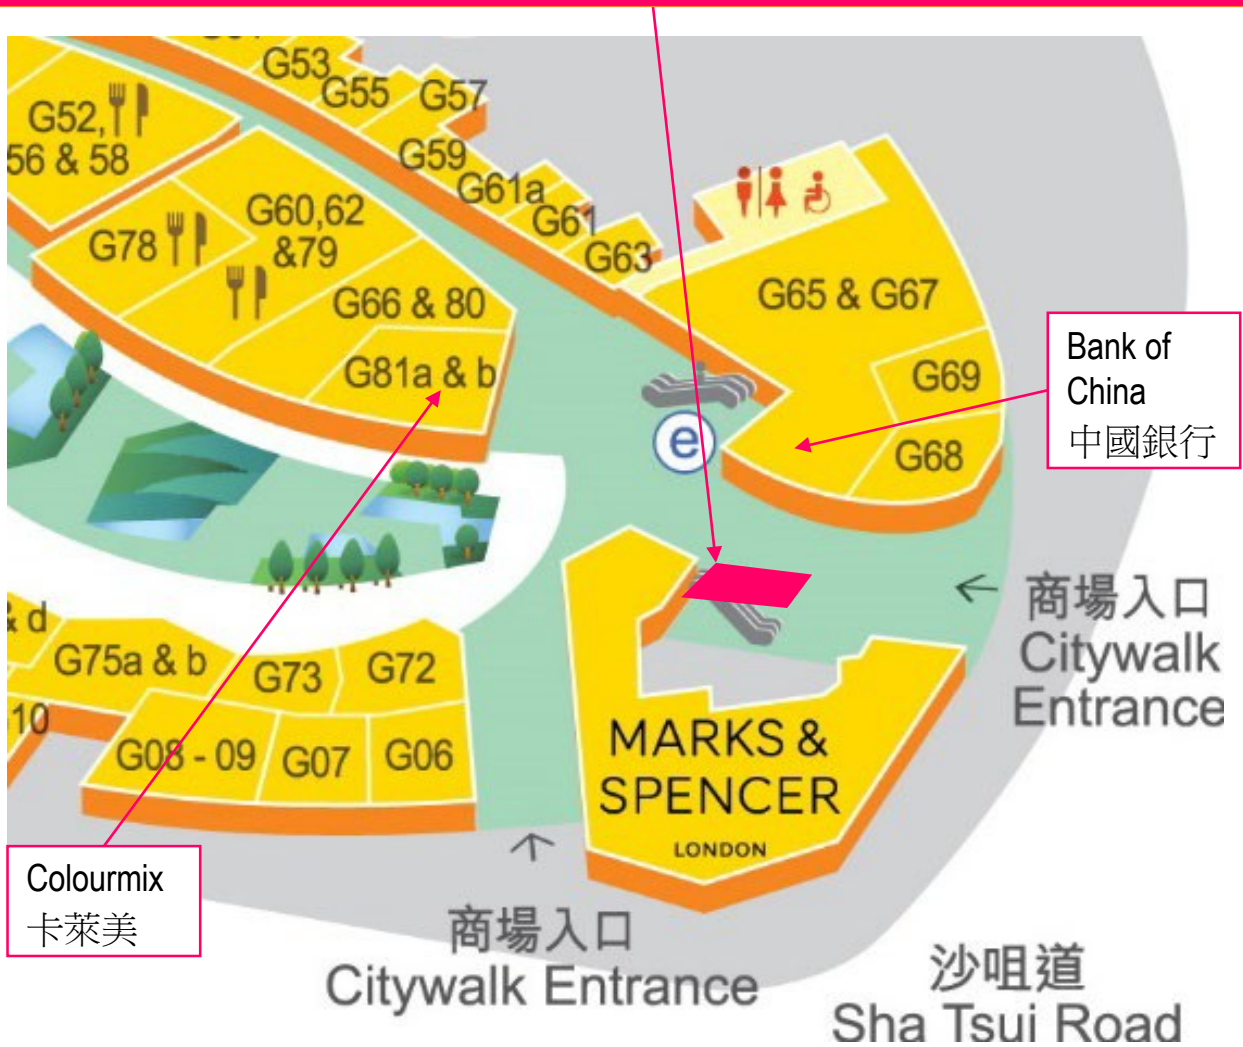 G53
G55
G57
G52,
56 & 58
G59
G61a
G61
G63
G60,62
&79
G78
G66 & 80
G65 & G67
G81a & b
G69
G68
e
Bank of
China
中國銀行
商場入口
Citywalk
Entrance
& d
G75a & b
G73
G72
10
G08 - 09
G07
G06
MARKS &
SPENCER
LONDON
Colourmix
卡萊美
商場入口
Citywalk Entrance
沙咀道
Sha Tsui Road